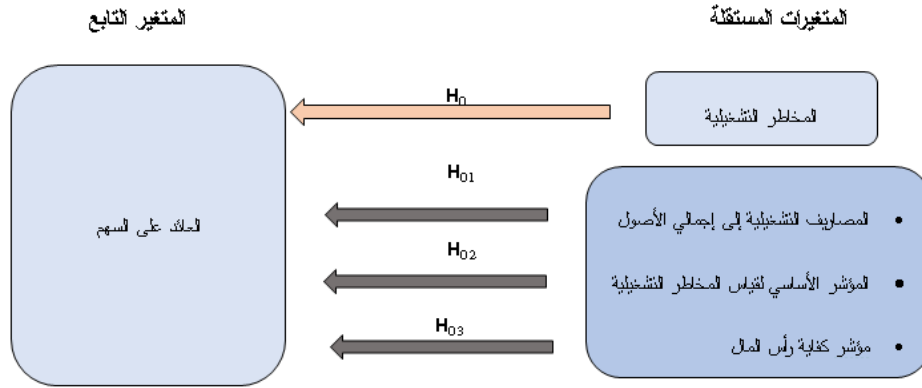 المتغيرات المستقلة
المتغير التابع
المخاطر التشغيلية
H0
H01
المصاريف التشغيلية إلى إجمالي الأصول
العائد على السهم
H02
المؤشر الأساسي لقياس المخاطر التشغيلية
H03
مؤشر كفاية رأس المال